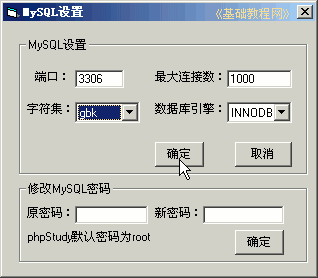 MySQL设置 《基础教程网》
MySQL设置
端口： 3306 最大连接数： 1000
字符集： gbk 数据库引擎： INNODB
确定 取消
修改MySQL密码
原密码： 新密码：
phpStudy默认密码为root 确定